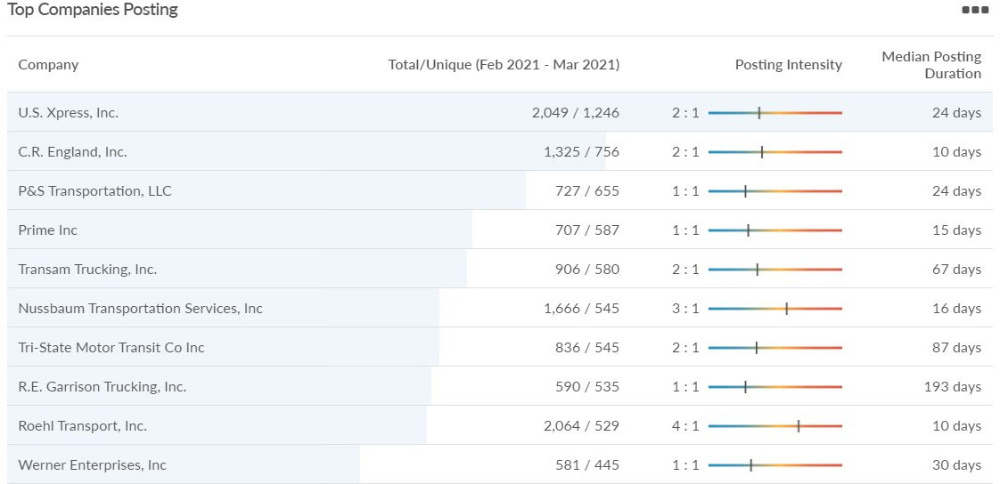 Top Companies Posting
Company Total/Unique (Feb 2021 - Mar 2021) Posting Intensity Median Posting Duration
U.S. Xpress, Inc. 2,049 / 1,246 2 : 1 24 days
C.R. England, Inc. 1,325 / 756 2 : 1 10 days
P&S Transportation, LLC 727 / 655 1 : 1 24 days
Prime Inc 707 / 587 1 : 1 15 days
Transam Trucking, Inc. 906 / 580 2 : 1 67 days
Nussbaum Transportation Services, Inc 1,666 / 545 3 : 1 16 days
Tri-State Motor Transit Co Inc 836 / 545 2 : 1 87 days
R.E. Garrison Trucking, Inc. 590 / 535 1 : 1 193 days
Roehl Transport, Inc. 2,064 / 529 4 : 1 10 days
Werner Enterprises, Inc 581 / 445 1 : 1 30 days